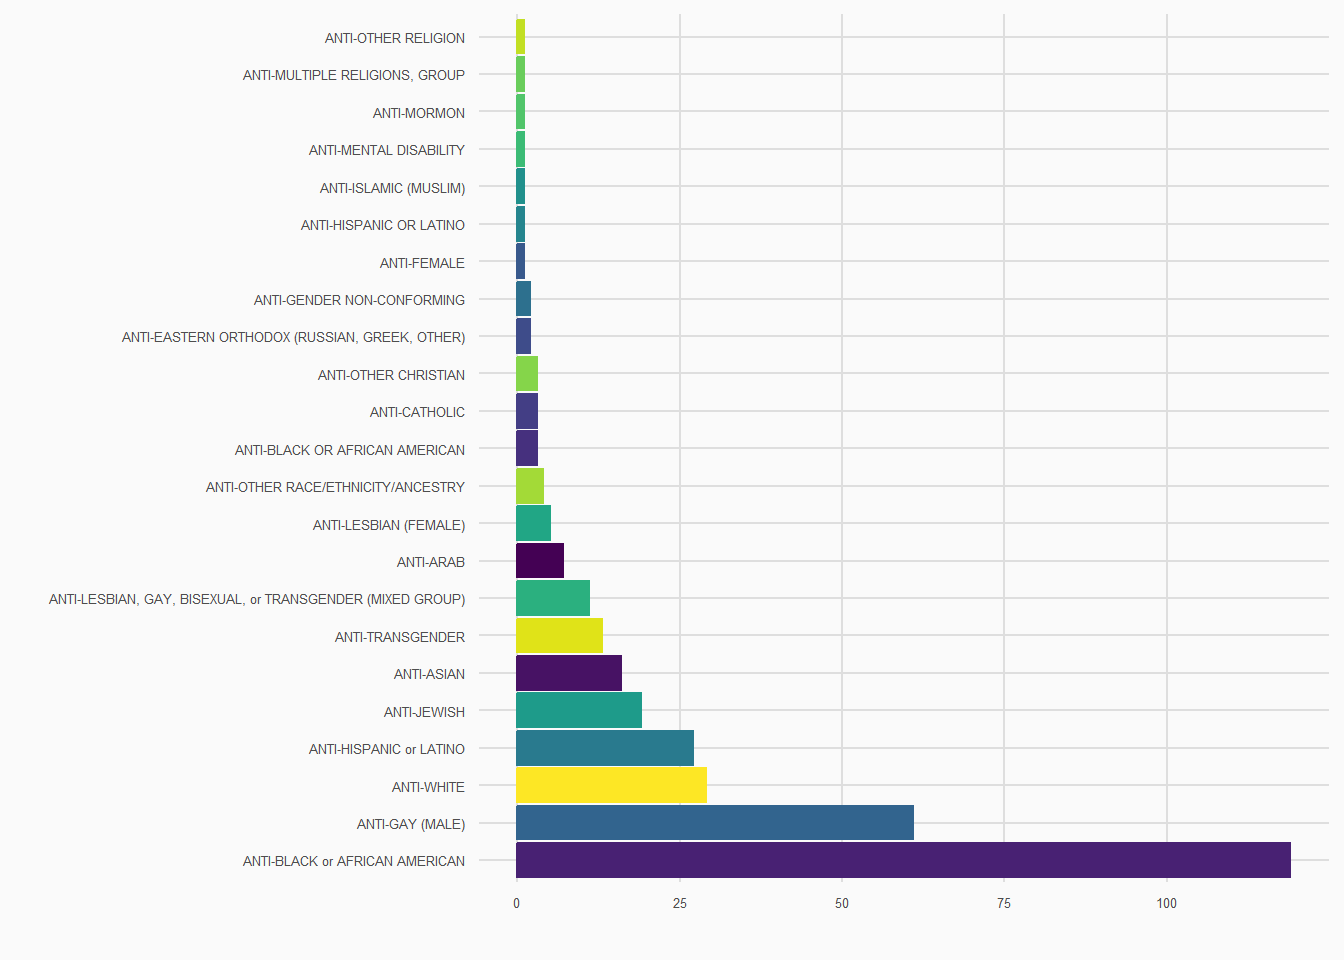 ANTI-OTHER RELIGION
ANTI-MULTIPLE RELIGIONS, GROUP
ANTI-MORMON
ANTI-MENTAL DISABILITY
ANTI-ISLAMIC (MUSLIM)
ANTI-HISPANIC OR LATINO
ANTI-FEMALE
ANTI-GENDER NON-CONFORMING
ANTI-EASTERN ORTHODOX (RUSSIAN, GREEK, OTHER)
ANTI-OTHER CHRISTIAN
ANTI-CATHOLIC
ANTI-BLACK OR AFRICAN AMERICAN
ANTI-OTHER RACE/ETHNICITY/ANCESTRY
ANTI-LESBIAN (FEMALE)
ANTI-ARAB
ANTI-LESBIAN, GAY, BISEXUAL, or TRANSGENDER (MIXED GROUP)
ANTI-TRANSGENDER
ANTI-ASIAN
ANTI-JEWISH
ANTI-HISPANIC or LATINO
ANTI-WHITE
ANTI-GAY (MALE)
ANTI-BLACK or AFRICAN AMERICAN
0 25 50 75 100